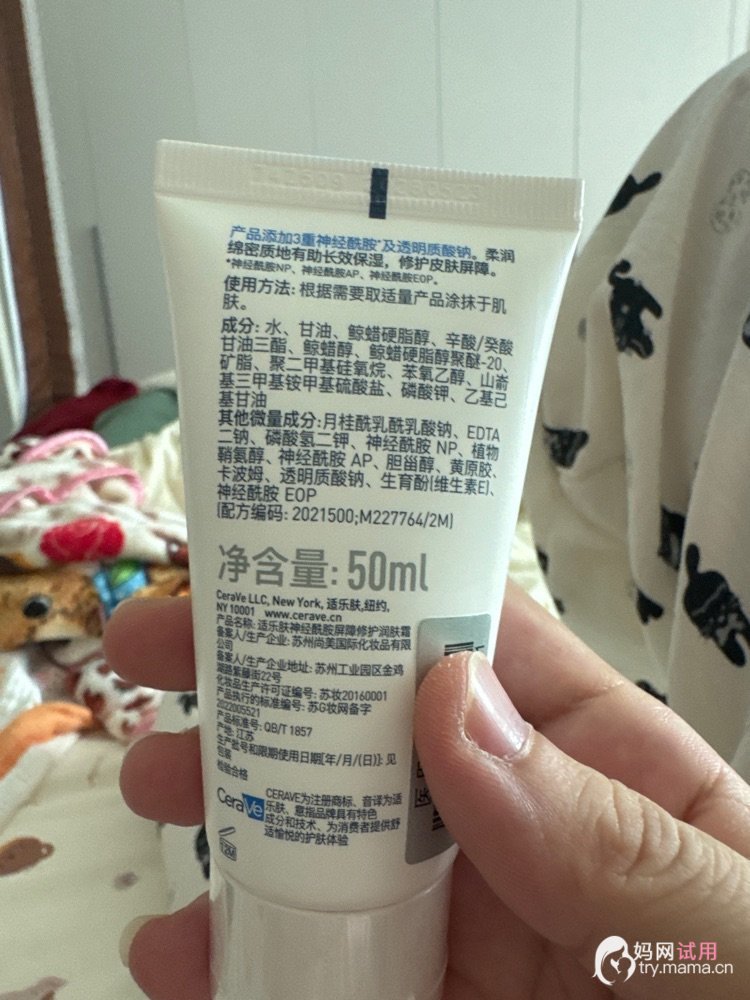 产品添加3重神经酰胺*及透明质酸钠。柔润
绵密质地有助长效保湿，修护皮肤屏障。
*神经酰胺NP、神经酰胺AP、神经酰胺EOP。
使用方法: 根据需要取适量产品涂抹于肌
肤。
成分: 水、甘油、鲸蜡硬脂醇、辛酸/癸酸
甘油三酯、鲸蜡醇、鲸蜡硬脂醇聚醚-20、
矿脂、聚二甲基硅氧烷、苯氧乙醇、山嵛
基三甲基铵甲基硫酸盐、磷酸钾、乙基己
基甘油
其他微量成分:月桂酰乳酰乳酸钠、EDTA
二钠、磷酸氢二钾、神经酰胺 NP、植物
鞘氨醇、神经酰胺 AP、胆甾醇、黄原胶、
卡波姆、透明质酸钠、生育酚(维生素E)、
神经酰胺 EOP
(配方编码: 2021500;M227764/2M)
净含量: 50ml
CeraVe LLC, New York, 适乐肤,纽约,
NY 10001 www.cerave.cn
产品名称: 适乐肤神经酰胺屏障修护润肤霜
备案人/生产企业: 苏州尚美国际化妆品有限
公司
备案人/生产企业地址: 苏州工业园区金鸡
湖路紫藤街22号
化妆品生产许可证编号: 苏妆20160001
产品执行的标准编号: 苏G妆网备字
2022005521
产品标准号: QB/T 1857
产地: 江苏
生产批号和限期使用日期[年/月/(日)]: 见
包装
检验合格
CeraVe
CERAVE为注册商标、音译为适
乐肤、意指品牌具有特色
成分和技术、为消费者提供舒
适愉悦的护肤体验
12M
妈网试用
try.mama.cn